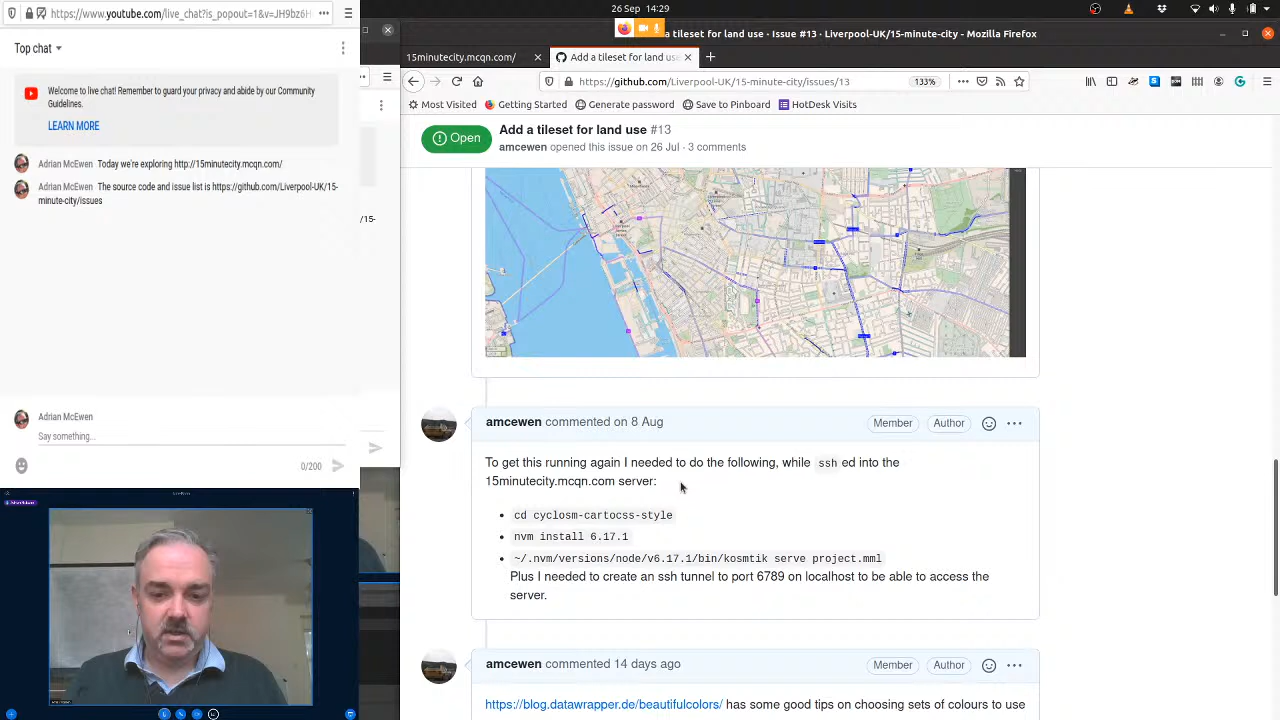 26 Sep 14:29
https://www.youtube.com/live_chat?is_popout=1&v=JH9bz6H
Top chat
Welcome to live chat! Remember to guard your privacy and abide by our Community
Guidelines.
LEARN MORE
Adrian McEwen Today we're exploring http://15minutecity.mcqn.com/
Adrian McEwen The source code and issue list is https://github.com/Liverpool-UK/15-
minute-city/issues
Adrian McEwen
Say something...
0/200
/15-
a tileset for land use · Issue #13 · Liverpool-UK/15-minute-city - Mozilla Firefox
15minutecity.mcqn.com/
Add a tileset for land use
https://github.com/Liverpool-UK/15-minute-city/issues/13
133%
Most Visited Getting Started Generate password Save to Pinboard HotDesk Visits
Open
Add a tileset for land use #13
amcewen opened this issue on 26 Jul · 3 comments
amcewen commented on 8 Aug
Member Author
To get this running again I needed to do the following, while ssh ed into the
15minutecity.mcqn.com server:
cd cyclosm-cartocss-style
nvm install 6.17.1
~/.nvm/versions/node/v6.17.1/bin/kosmtik serve project.mml
Plus I needed to create an ssh tunnel to port 6789 on localhost to be able to access the
server.
amcewen commented 14 days ago
Member Author
https://blog.datawrapper.de/beautifulcolors/ has some good tips on choosing sets of colours to use